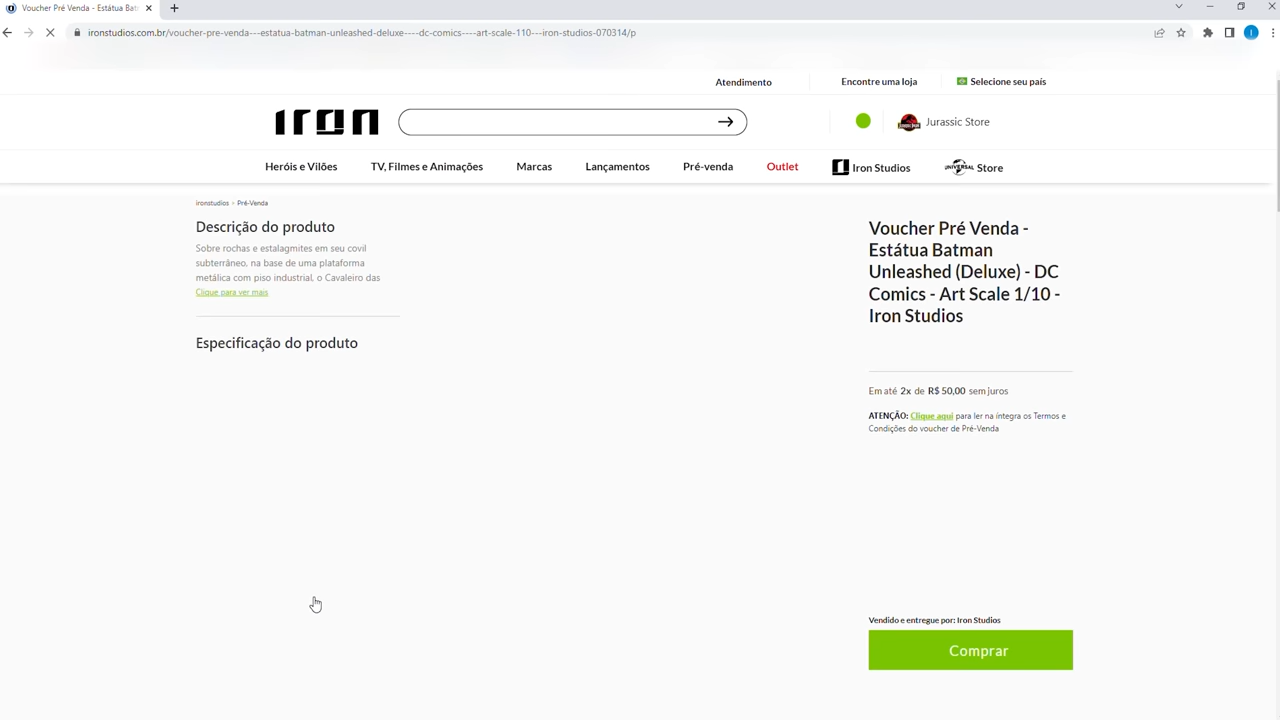 Voucher Pré Venda - Estátua Bat
ironstudios.com.br/voucher-pre-venda---estatua-batman-unleashed-deluxe----dc-comics----art-scale-110---iron-studios-070314/p
I
Atendimento
Encontre uma loja
Selecione seu país
IRON
Jurassic Store
Heróis e Vilões
TV, Filmes e Animações
Marcas
Lançamentos
Pré-venda
Outlet
Iron Studios
UNIVERSAL Store
ironstudios > Pré-Venda
Descrição do produto
Sobre rochas e estalagmites em seu covil
subterrâneo, na base de uma plataforma
metálica com piso industrial, o Cavaleiro das
Clique para ver mais
Especificação do produto
Voucher Pré Venda -
Estátua Batman
Unleashed (Deluxe) - DC
Comics - Art Scale 1/10 -
Iron Studios
Em até 2x de R$ 50,00 sem juros
ATENÇÃO: Clique aqui para ler na íntegra os Termos e
Condições do voucher de Pré-Venda
Vendido e entregue por: Iron Studios
Comprar